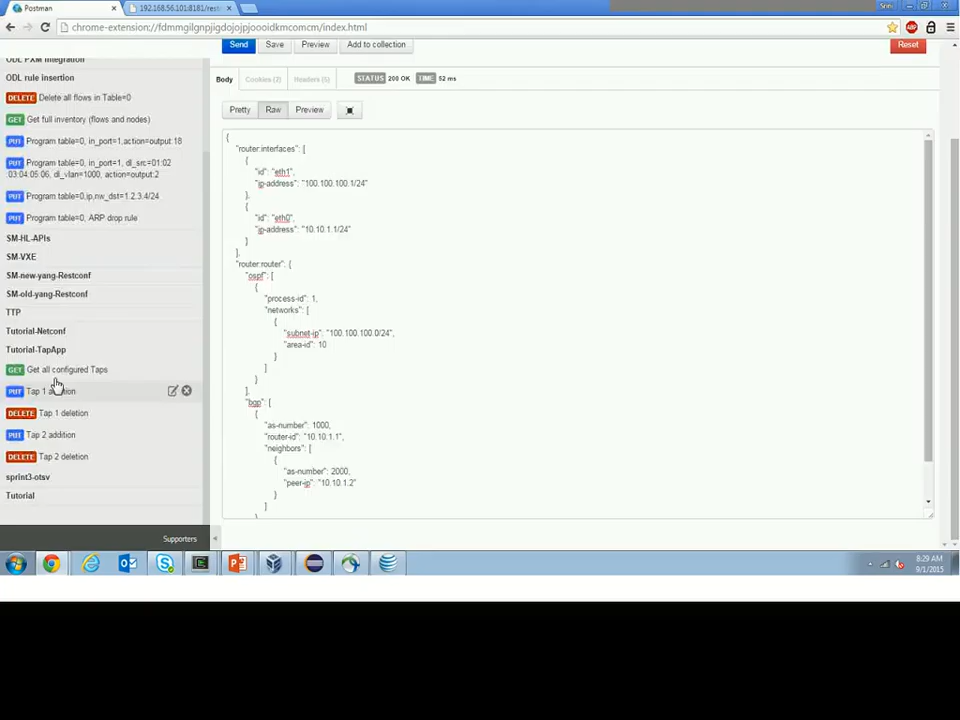 Postman
192.168.56.101:8181/rest
Srini
chrome-extension://fdmmgilgnpjigdojojpjoooidkmcomcm/index.html
ABP
Send
Save
Preview
Add to collection
Reset
ODL PXM Integration
ODL rule insertion
DELETE Delete all flows in Table=0
GET Get full inventory (flows and nodes)
PUT Program table=0, in_port=1,action=output:18
PUT Program table=0, in_port=1, dl_src=01:02
03:04:05:06, dl_vlan=1000, action=output:2
PUT Program table=0,ip,nw_dst=1.2.3.4/24
PUT Program table=0, ARP drop rule
SM-HL-APIs
SM-VXE
SM-new-yang-Restconf
SM-old-yang-Restconf
TTP
Tutorial-Netconf
Tutorial-TapApp
GET Get all configured Taps
PUT Tap 1 addition
DELETE Tap 1 deletion
PUT Tap 2 addition
DELETE Tap 2 deletion
sprint3-otsv
Tutorial
Supporters
Body
Cookies (2)
Headers (5)
STATUS 200 OK
TIME 52 ms
Pretty
Raw
Preview
{
"router:interfaces": [
{
"id": "eth1",
"ip-address": "100.100.100.1/24"
},
{
"id": "eth0",
"ip-address": "10.10.1.1/24"
}
],
"router:router": {
"ospf": [
{
"process-id": 1,
"networks": [
{
"subnet-ip": "100.100.100.0/24",
"area-id": 10
}
]
}
],
"bgp": [
{
"as-number": 1000,
"router-id": "10.10.1.1",
"neighbors": [
{
"as-number": 2000,
"peer-ip": "10.10.1.2"
}
]
}
8:29 AM
9/1/2015